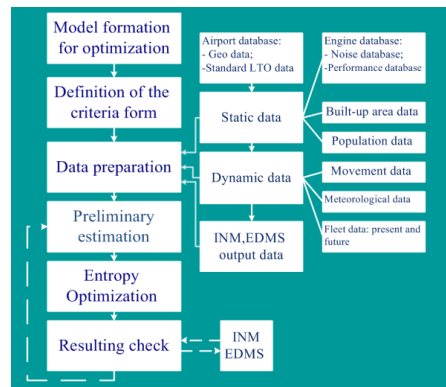 Model formation
for optimization
Definition of the
criteria form
Data preparation
Preliminary
estimation
Entropy
Optimization
Resulting check
Airport database:
- Geo data;
-Standard LTO data
Static data
Dynamic data
INM,EDMS
output data
INM
EDMS
Engine database:
- Noise database;
-Performance database
Built-up area data
Population data
Movement data
Meteorological data
Fleet data: present and
future